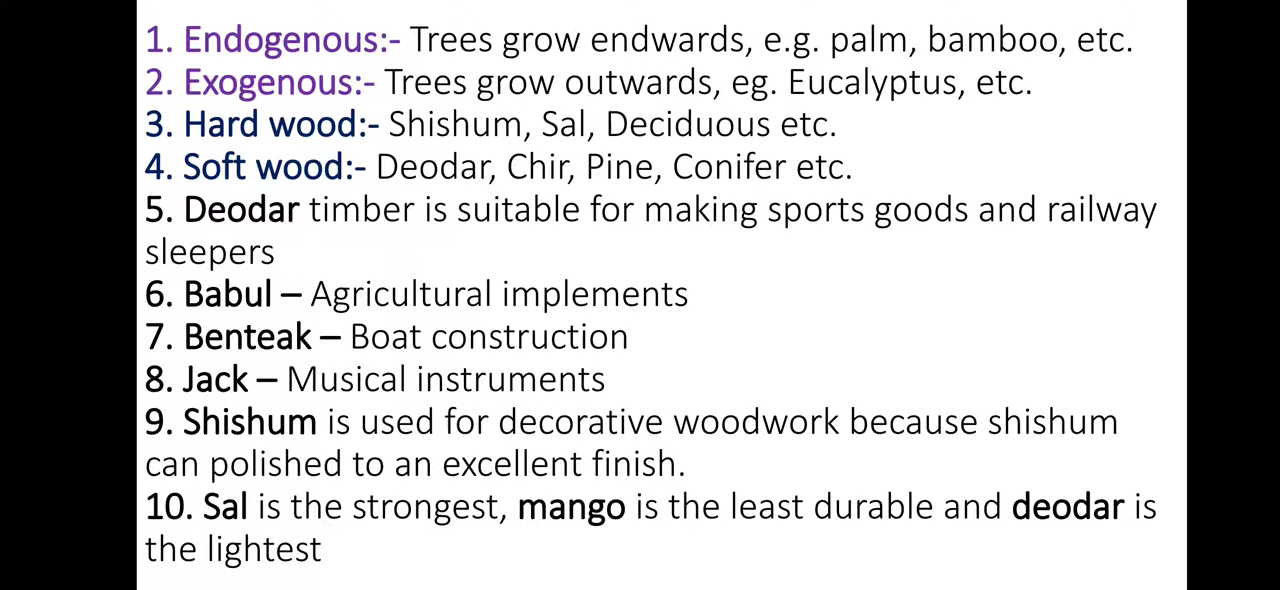 1. Endogenous:- Trees grow endwards, e.g. palm, bamboo, etc.
2. Exogenous:- Trees grow outwards, eg. Eucalyptus, etc.
3. Hard wood:- Shishum, Sal, Deciduous etc.
4. Soft wood:- Deodar, Chir, Pine, Conifer etc.
5. Deodar timber is suitable for making sports goods and railway
sleepers
6. Babul – Agricultural implements
7. Benteak – Boat construction
8. Jack – Musical instruments
9. Shishum is used for decorative woodwork because shishum
can polished to an excellent finish.
10. Sal is the strongest, mango is the least durable and deodar is
the lightest